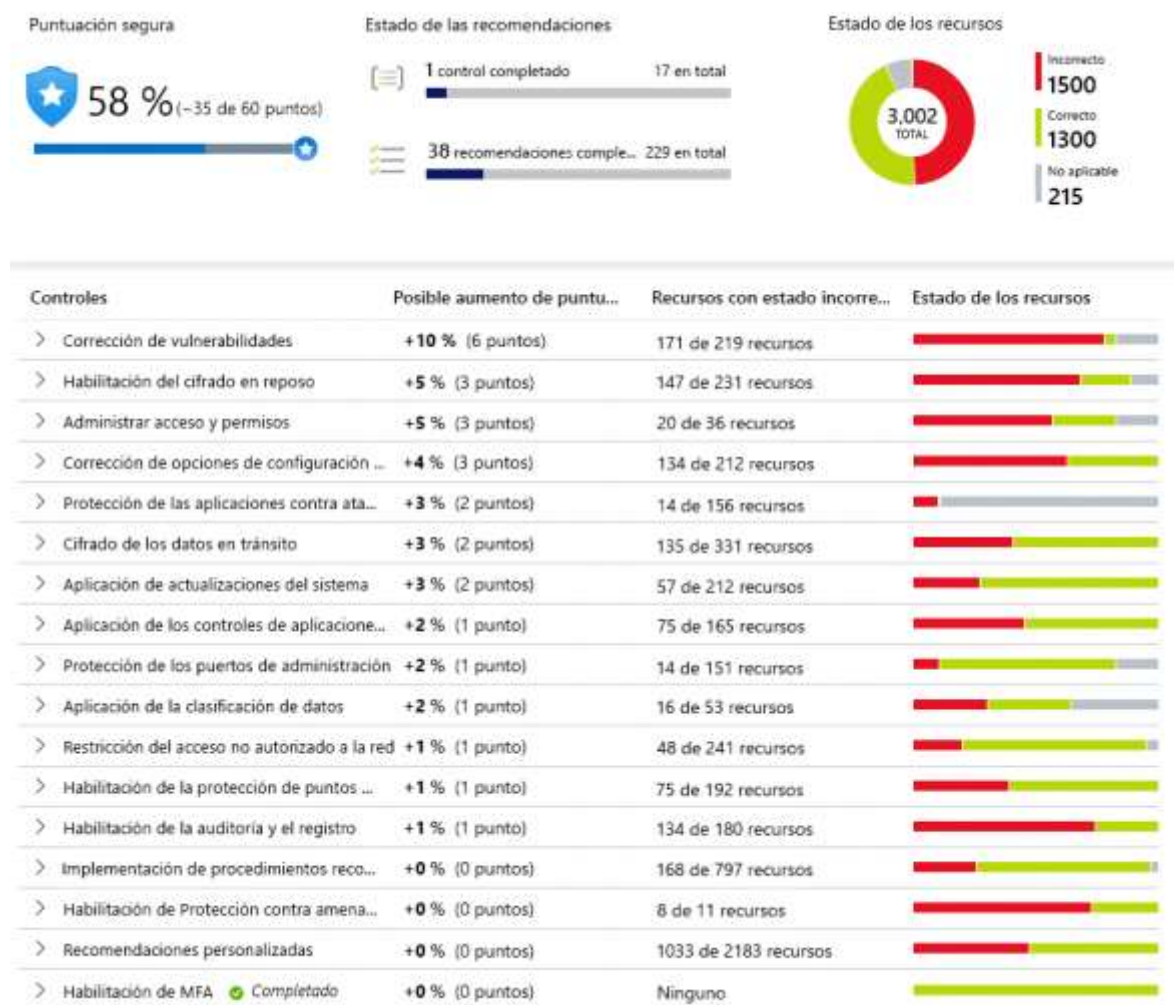 Puntuación segura
58 % (~35 de 60 puntos)
Estado de las recomendaciones
1 control completado 17 en total
38 recomendaciones comple... 229 en total
Estado de los recursos
3,002
TOTAL
Incorrecto
1500
Correcto
1300
No aplicable
215
Controles Posible aumento de puntu... Recursos con estado incorre... Estado de los recursos
Corrección de vulnerabilidades +10 % (6 puntos) 171 de 219 recursos
Habilitación del cifrado en reposo +5 % (3 puntos) 147 de 231 recursos
Administrar acceso y permisos +5 % (3 puntos) 20 de 36 recursos
Corrección de opciones de configuración ... +4 % (3 puntos) 134 de 212 recursos
Protección de las aplicaciones contra ata... +3 % (2 puntos) 14 de 156 recursos
Cifrado de los datos en tránsito +3 % (2 puntos) 135 de 331 recursos
Aplicación de actualizaciones del sistema +3 % (2 puntos) 57 de 212 recursos
Aplicación de los controles de aplicacione... +2 % (1 punto) 75 de 165 recursos
Protección de los puertos de administración +2 % (1 punto) 14 de 151 recursos
Aplicación de la clasificación de datos +2 % (1 punto) 16 de 53 recursos
Restricción del acceso no autorizado a la red +1 % (1 punto) 48 de 241 recursos
Habilitación de la protección de puntos ... +1 % (1 punto) 75 de 192 recursos
Habilitación de la auditoría y el registro +1 % (1 punto) 134 de 180 recursos
Implementación de procedimientos reco... +0 % (0 puntos) 168 de 797 recursos
Habilitación de Protección contra amena... +0 % (0 puntos) 8 de 11 recursos
Recomendaciones personalizadas +0 % (0 puntos) 1033 de 2183 recursos
Habilitación de MFA Completado +0 % (0 puntos) Ninguno